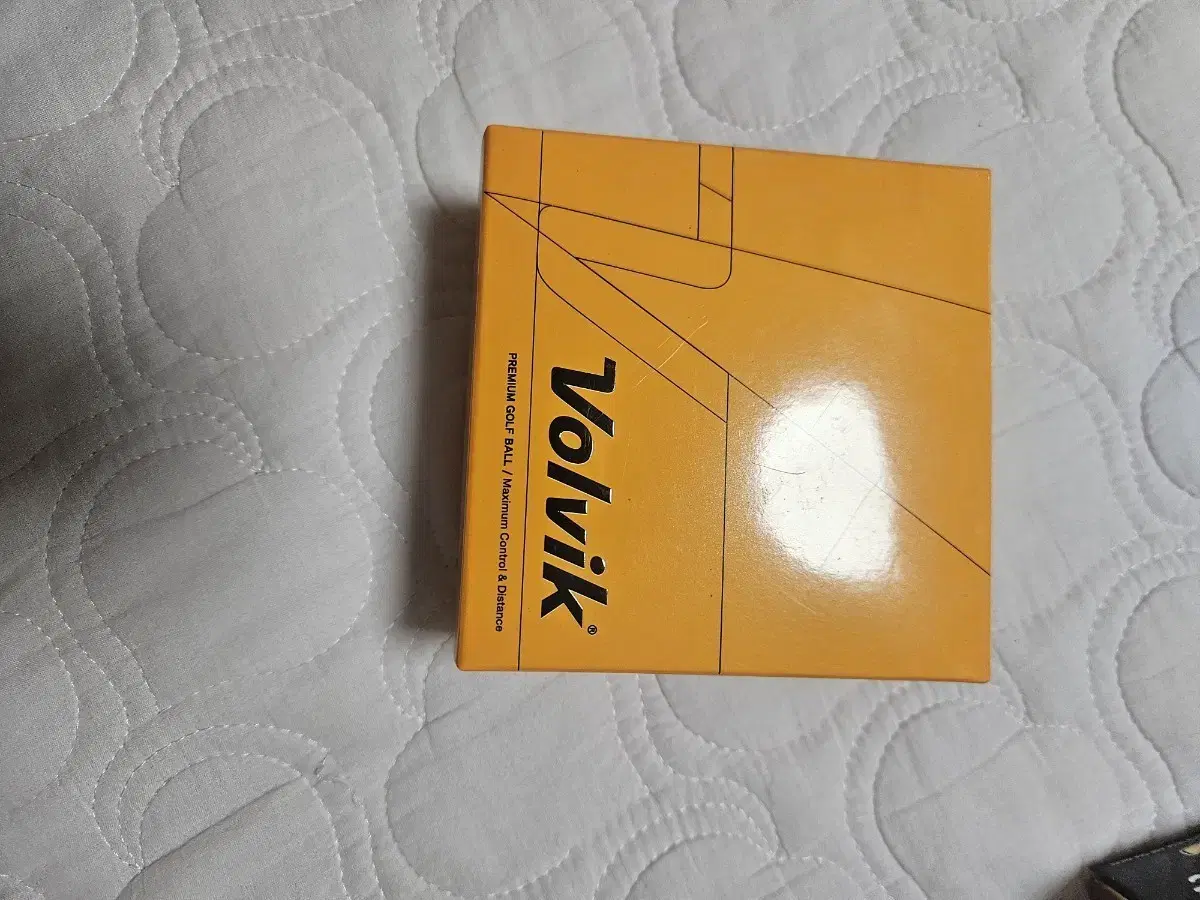 Volvik®
PREMIUM GOLF BALL / Maximum Control & Distance